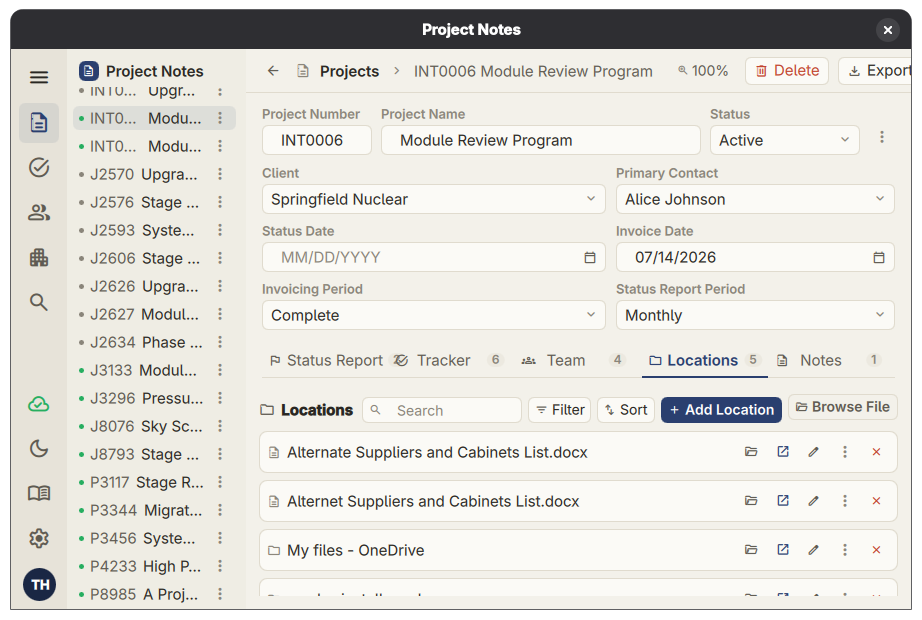 Project Notes
Project Notes
Projects > INT0006 Module Review Program 100% Delete Export
INT0... Upgr...
INT0... Modu...
INT0... Modu...
J2570 Upgra...
J2576 Stage ...
J2593 Syste...
J2606 Stage ...
J2626 Upgra...
J2627 Modul...
J2634 Phase ...
J3133 Modul...
J3296 Pressu...
J8076 Sky Sc...
J8793 Stage ...
P3117 Stage R...
P3344 Migrat...
P3456 Syste...
P4233 High P...
P8985 A Proj...
TH
Project Number Project Name Status
INT0006 Module Review Program Active
Client Primary Contact
Springfield Nuclear Alice Johnson
Status Date Invoice Date
MM/DD/YYYY 07/14/2026
Invoicing Period Status Report Period
Complete Monthly
Status Report Tracker 6 Team 4 Locations 5 Notes 1
Locations Search Filter Sort + Add Location Browse File
Alternate Suppliers and Cabinets List.docx
Alternet Suppliers and Cabinets List.docx
My files - OneDrive